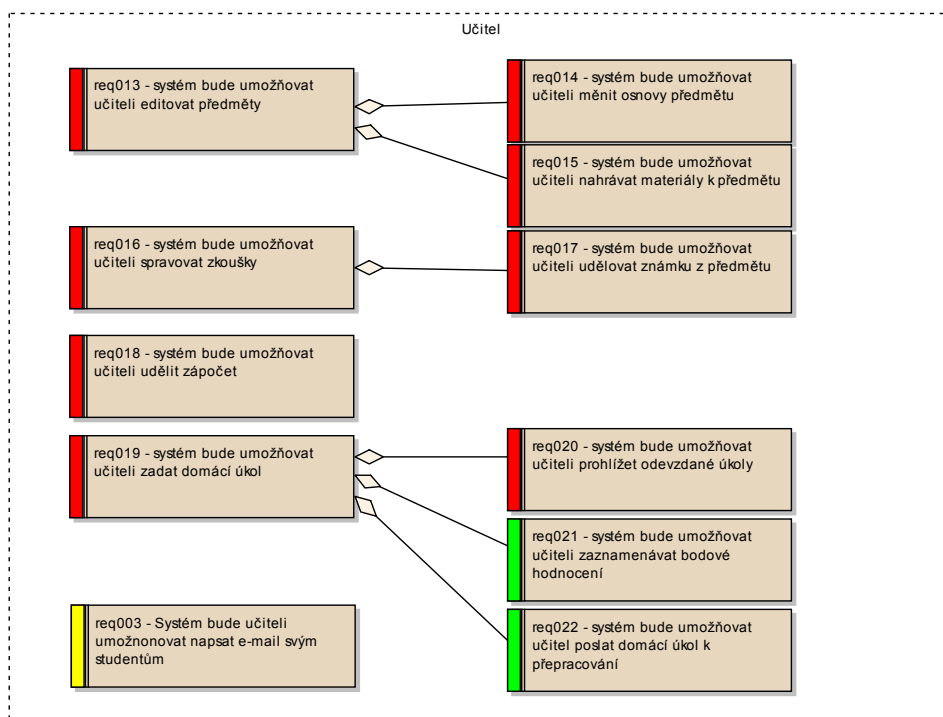 Učitel
req013 - systém bude umožňovat
učiteli editovat předměty
req014 - systém bude umožňovat
učiteli měnit osnovy předmětu
req015 - systém bude umožňovat
učiteli nahrávat materiály k předmětu
req016 - systém bude umožňovat
učiteli spravovat zkoušky
req017 - systém bude umožňovat
učiteli udělovat známku z předmětu
req018 - systém bude umožňovat
učiteli udělit zápočet
req019 - systém bude umožňovat
učiteli zadat domácí úkol
req020 - systém bude umožňovat
učiteli prohlížet odevzdané úkoly
req021 - systém bude umožňovat
učiteli zaznamenávat bodové
hodnocení
req003 - Systém bude učiteli
umožnonovat napsat e-mail svým
studentům
req022 - systém bude umožňovat
učitel poslat domácí úkol k
přepracování